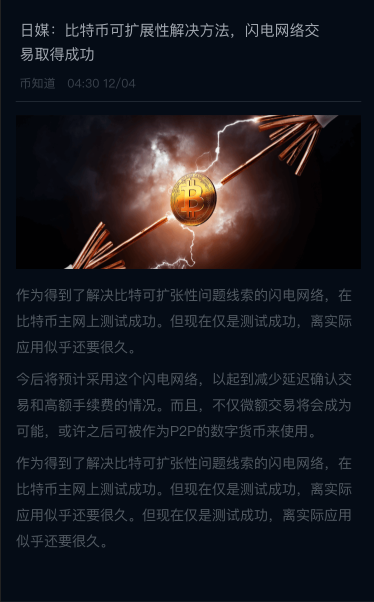 日媒：比特币可扩展性解决方法，闪电网络交
易取得成功
币知道 04:30 12/04
作为得到了解决比特可扩张性问题线索的闪电网络，在
比特币主网上测试成功。但现在仅是测试成功，离实际
应用似乎还要很久。
今后将预计采用这个闪电网络，以起到减少延迟确认交
易和高额手续费的情况。而且，不仅微额交易将会成为
可能，或许之后可被作为P2P的数字货币来使用。
作为得到了解决比特可扩张性问题线索的闪电网络，在
比特币主网上测试成功。但现在仅是测试成功，离实际
应用似乎还要很久。但现在仅是测试成功，离实际应用
似乎还要很久。